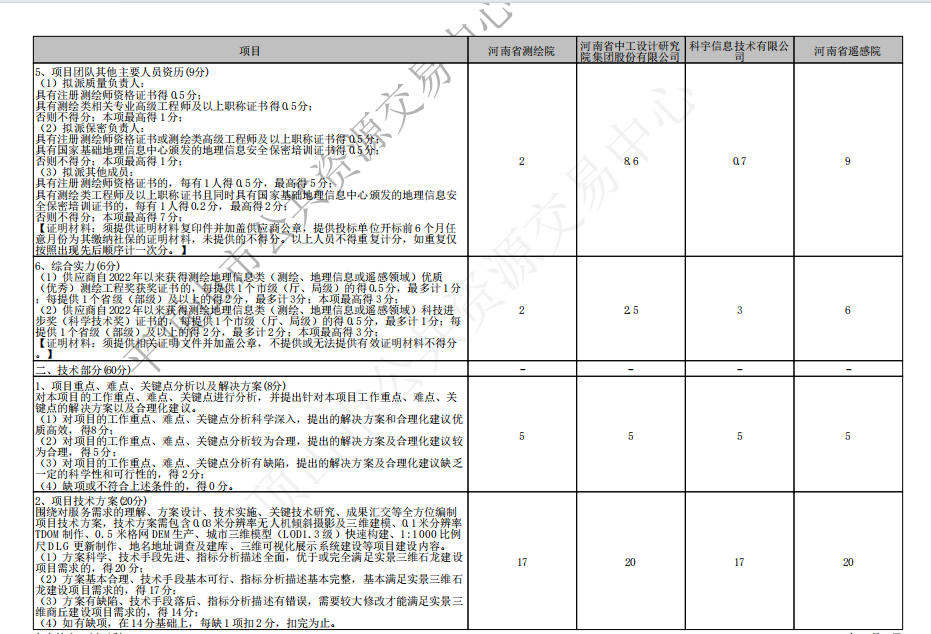 项目 河南省测绘院 河南省中工设计研究院集团股份有限公司 科宇信息技术有限公司 河南省遥感院
5、项目团队其他主要人员资历(9分)
（1）拟派质量负责人：
具有注册测绘师资格证书得0.5分；
具有测绘类相关专业高级工程师及以上职称证书得0.5分；
否则不得分；本项最高得1分；
（2）拟派保密负责人：
具有注册测绘师资格证书或测绘类高级工程师及以上职称证书得0.5分；
具有国家基础地理信息中心颁发的地理信息安全保密培训证书得0.5分；
否则不得分；本项最高得1分；
（3）拟派其他成员：
具有注册测绘师资格证书的，每有1人得0.5分，最高得5分；
具有测绘类工程师及以上职称证书且同时具有国家基础地理信息中心颁发的地理信息安
全保密培训证书的，每有1人得0.2分，最高得2分；
否则不得分；本项最高得7分；
【证明材料：须提供证明材料复印件并加盖供应商公章，提供投标单位开标前6个月任
意月份为其缴纳社保的证明材料，未提供的不得分。以上人员不得重复计分，如重复仅
按照出现先后顺序计一次分。】
2 8.6 0.7 9
6、综合实力(6分)
（1）供应商自2022年以来获得测绘地理信息类（测绘、地理信息或遥感领域）优质
（优秀）测绘工程奖获奖证书的，每提供1个市级（厅、局级）的得0.5分，最多计1分
；每提供1个省级（部级）及以上的得2分，最多计3分；本项最高得3分；
（2）供应商自2022年以来获得测绘地理信息类（测绘、地理信息或遥感领域）科技进
步奖（科学技术奖）证书的，每提供1个市级（厅、局级）的得0.5分，最多计1分；每
提供1个省级（部级）及以上的得2分，最多计2分；本项最高得3分；
【证明材料：须提供相关证明文件并加盖公章，不提供或无法提供有效证明材料不得分
。】
2 2.5 3 6
二、技术部分(60分) - - - -
1、项目重点、难点、关键点分析以及解决方案(8分)
对本项目的工作重点、难点、关键点进行分析，并提出针对本项目工作重点、难点、关
键点的解决方案以及合理化建议。
（1）对项目的工作重点、难点、关键点分析科学深入，提出的解决方案和合理化建议优
质高效，得8分；
（2）对项目的工作重点、难点、关键点分析较为合理，提出的解决方案及合理化建议较
为合理，得5分；
（3）对项目的工作重点、难点、关键点分析有缺陷，提出的解决方案及合理化建议缺乏
一定的科学性和可行性的，得2分；
（4）缺项或不符合上述条件的，得0分。
5 5 5 5
2、项目技术方案(20分)
围绕对服务需求的理解、方案设计、技术实施、关键技术研究、成果汇交等全方位编制
项目技术方案，技术方案需包含0.03米分辨率无人机倾斜摄影及三维建模、0.1米分辨率
TDOM制作、0.5米格网DEM生产、城市三维模型（LOD1.3级）快速构建、1:1000比例
尺DLG更新制作、地名地址调查及建库、三维可视化展示系统建设等项目建设内容。
（1）方案科学、技术手段先进、指标分析描述全面，优于或完全满足实景三维石龙建设
项目需求的，得20分；
（2）方案基本合理、技术手段基本可行、指标分析描述基本完整，基本满足实景三维石
龙建设项目需求的，得17分；
（3）方案有缺陷、技术手段落后、指标分析描述有错误，需要较大修改才能满足实景三
维商丘建设项目需求的，得14分；
（4）如有缺项，在14分基础上，每缺1项扣2分，扣完为止。
17 20 17 20